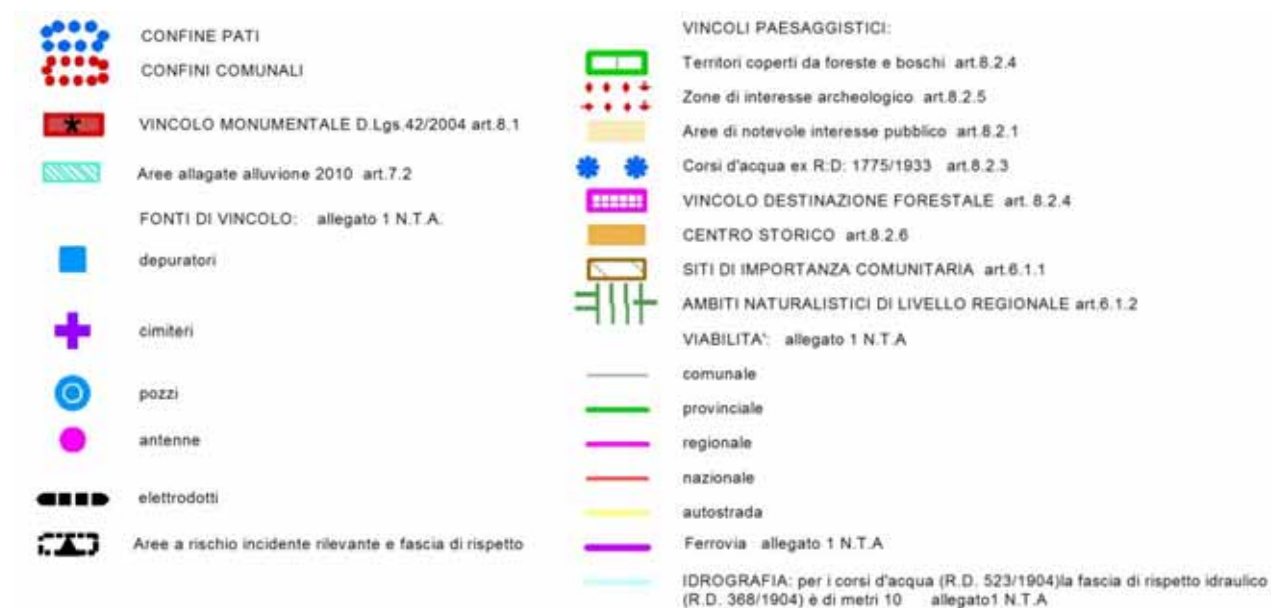 CONFINE PATI
CONFINI COMUNALI
VINCOLO MONUMENTALE D.Lgs.42/2004 art.8.1
Aree allagate alluvione 2010 art.7.2
FONTI DI VINCOLO: allegato 1 N.T.A.
depuratori
cimiteri
pozzi
antenne
elettrodotti
Aree a rischio incidente rilevante e fascia di rispetto
VINCOLI PAESAGGISTICI:
Territori coperti da foreste e boschi art.8.2.4
Zone di interesse archeologico art.8.2.5
Aree di notevole interesse pubblico art.8.2.1
Corsi d'acqua ex R:D: 1775/1933 art.8.2.3
VINCOLO DESTINAZIONE FORESTALE art. 8.2.4
CENTRO STORICO art.8.2.6
SITI DI IMPORTANZA COMUNITARIA art.6.1.1
AMBITI NATURALISTICI DI LIVELLO REGIONALE art.6.1.2
VIABILITA': allegato 1 N.T.A
comunale
provinciale
regionale
nazionale
autostrada
Ferrovia allegato 1 N.T.A
IDROGRAFIA: per i corsi d'acqua (R.D. 523/1904)la fascia di rispetto idraulico
(R.D. 368/1904) è di metri 10 allegato1 N.T.A